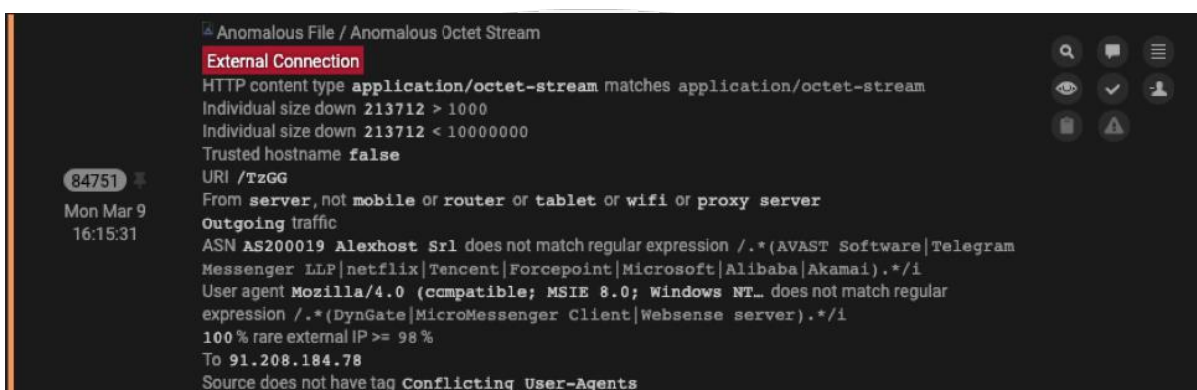 Anomalous File / Anomalous Octet Stream
External Connection
HTTP content type application/octet-stream matches application/octet-stream
Individual size down 213712 > 1000
Individual size down 213712 < 10000000
Trusted hostname false
84751
URI /TzGG
Mon Mar 9
From server, not mobile or router or tablet or wifi or proxy server
16:15:31
Outgoing traffic
ASN AS200019 Alexhost Srl does not match regular expression /.*(AVAST Software|Telegram
Messenger LLP|netflix|Tencent|Forcepoint|Microsoft|Alibaba|Akamai).*/i
User agent Mozilla/4.0 (compatible; MSIE 8.0; Windows NT… does not match regular
expression /.*(DynGate|MicroMessenger Client|Websense server).*/i
100 % rare external IP >= 98 %
To 91.208.184.78
Source does not have tag Conflicting User-Agents